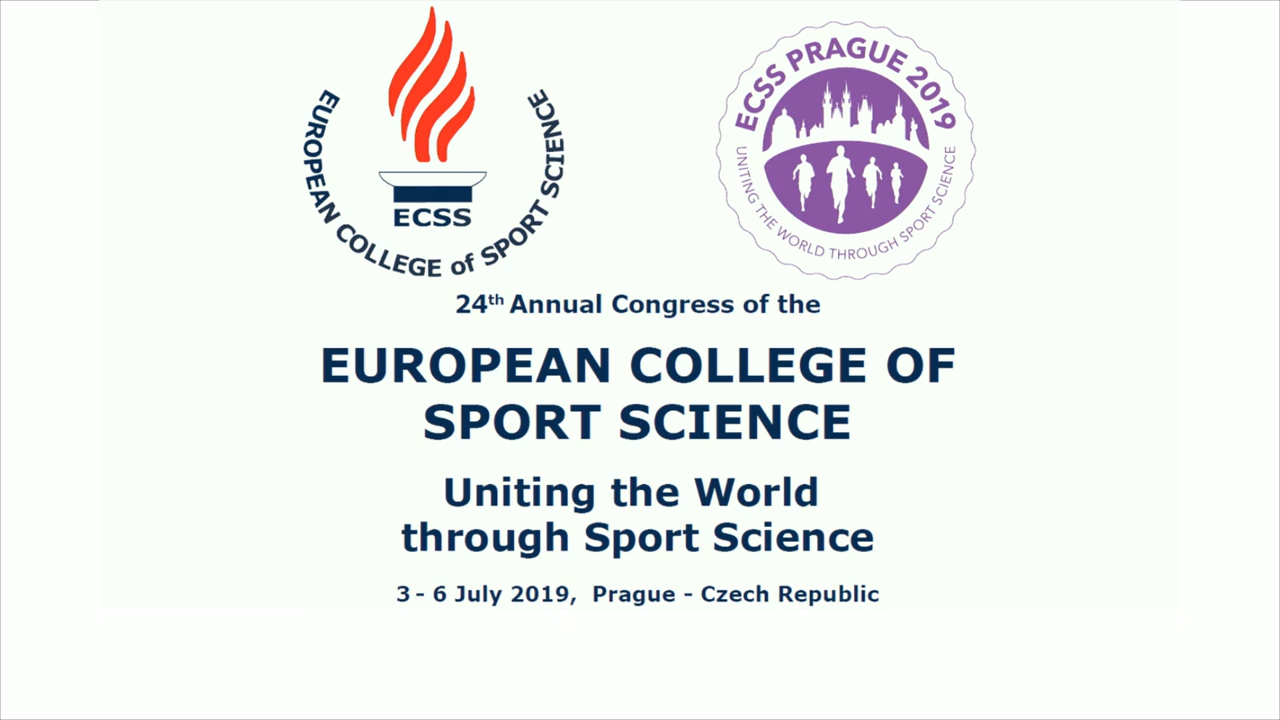 EUROPEAN COLLEGE of SPORT SCIENCE
ECSS
ECSS PRAGUE 2019
UNITING THE WORLD THROUGH SPORT SCIENCE
24th Annual Congress of the
EUROPEAN COLLEGE OF
SPORT SCIENCE
Uniting the World
through Sport Science
3 - 6 July 2019, Prague - Czech Republic